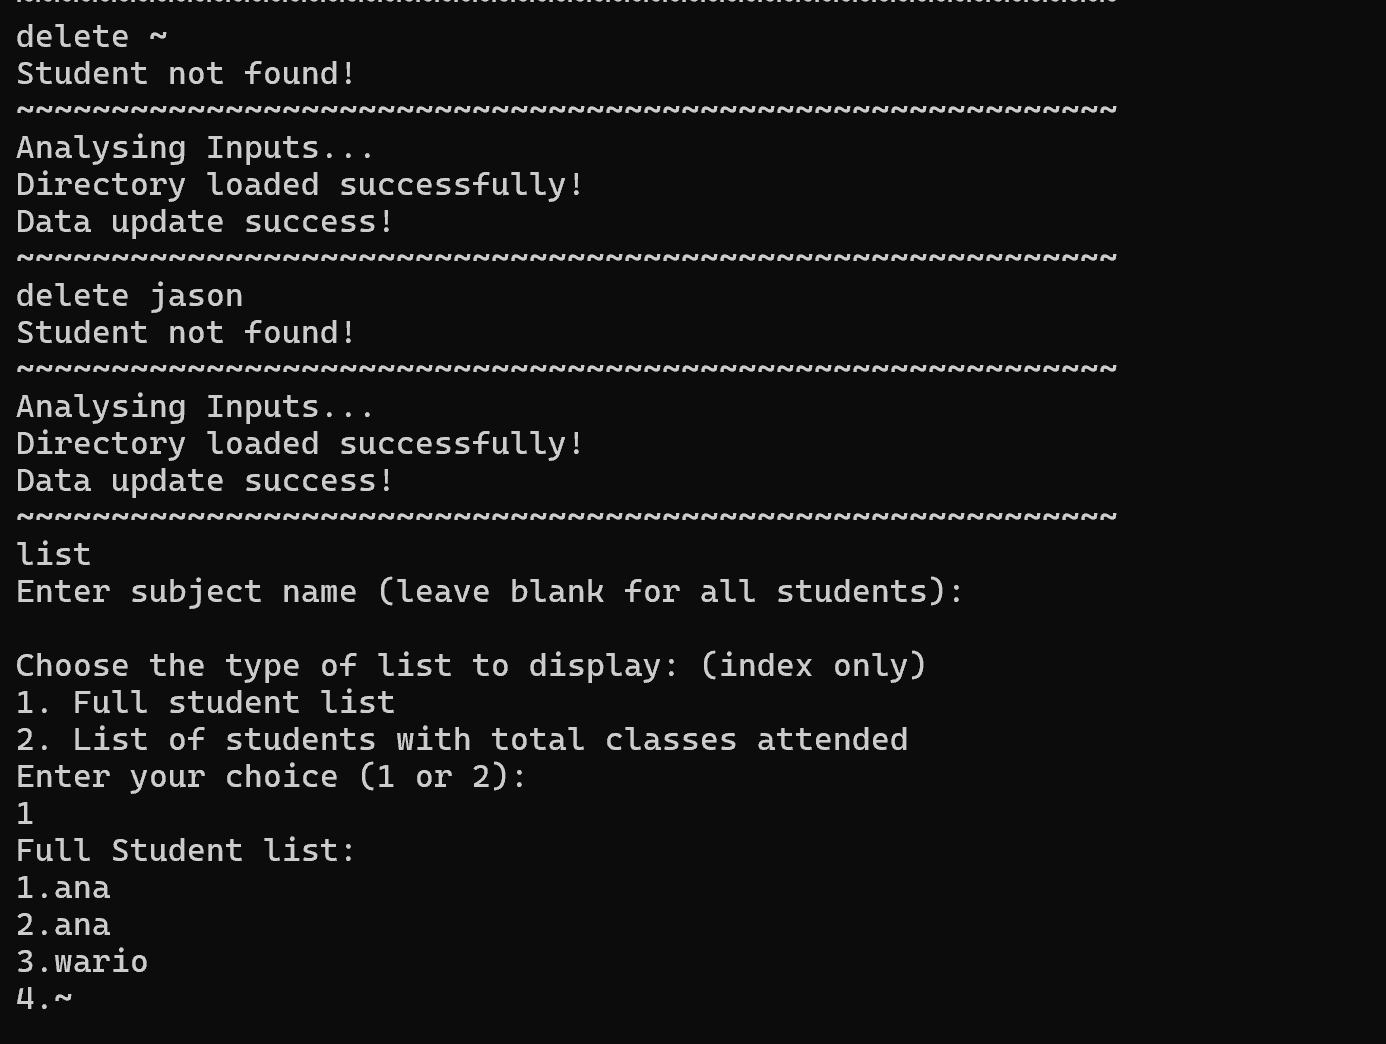 delete ~
Student not found!
~~~~~~~~~~~~~~~~~~~~~~~~~~~~~~~~~~~~~~~~~~~~~~~~~~~~~~~~~~
Analysing Inputs...
Directory loaded successfully!
Data update success!
~~~~~~~~~~~~~~~~~~~~~~~~~~~~~~~~~~~~~~~~~~~~~~~~~~~~~~~~~~
delete jason
Student not found!
~~~~~~~~~~~~~~~~~~~~~~~~~~~~~~~~~~~~~~~~~~~~~~~~~~~~~~~~~~
Analysing Inputs...
Directory loaded successfully!
Data update success!
~~~~~~~~~~~~~~~~~~~~~~~~~~~~~~~~~~~~~~~~~~~~~~~~~~~~~~~~~~
list
Enter subject name (leave blank for all students):
Choose the type of list to display: (index only)
1. Full student list
2. List of students with total classes attended
Enter your choice (1 or 2):
1
Full Student list:
1.ana
2.ana
3.wario
4.~